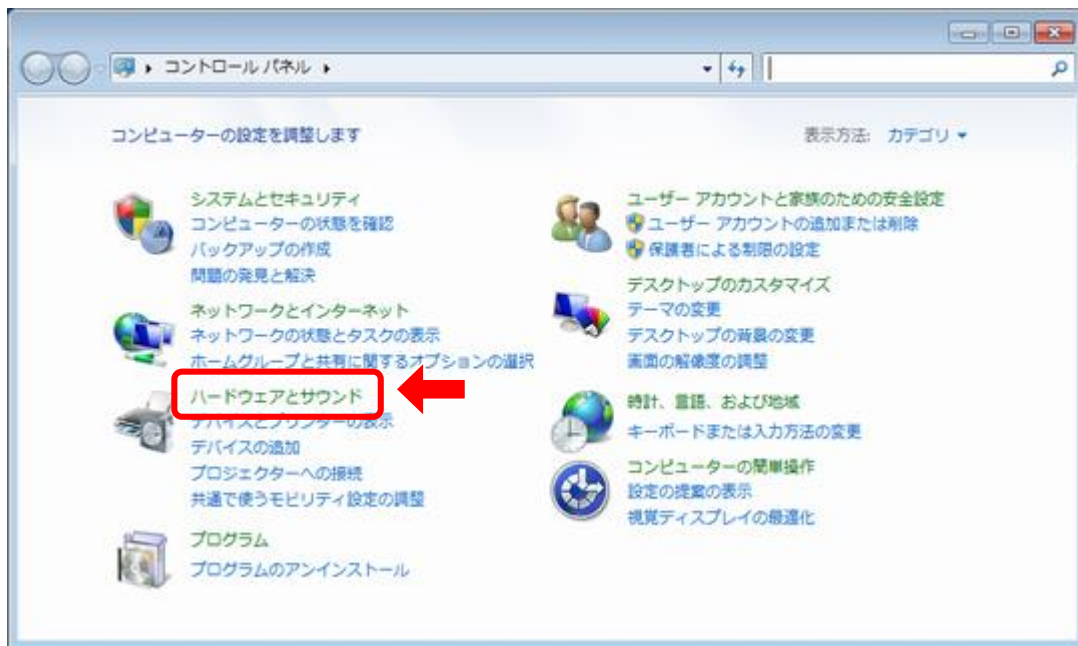 コントロール パネル
コンピューターの設定を調整します
表示方法: カテゴリ
システムとセキュリティ
コンピューターの状態を確認
バックアップの作成
問題の発見と解決
ネットワークとインターネット
ネットワークの状態とタスクの表示
ホームグループと共有に関するオプションの選択
ハードウェアとサウンド
デバイスとプリンターの表示
デバイスの追加
プロジェクターへの接続
共通で使うモビリティ設定の調整
プログラム
プログラムのアンインストール
ユーザー アカウントと家族のための安全設定
ユーザー アカウントの追加または削除
保護者による制限の設定
デスクトップのカスタマイズ
テーマの変更
デスクトップの背景の変更
画面の解像度の調整
時計、言語、および地域
キーボードまたは入力方法の変更
コンピューターの簡単操作
設定の提案の表示
視覚ディスプレイの最適化